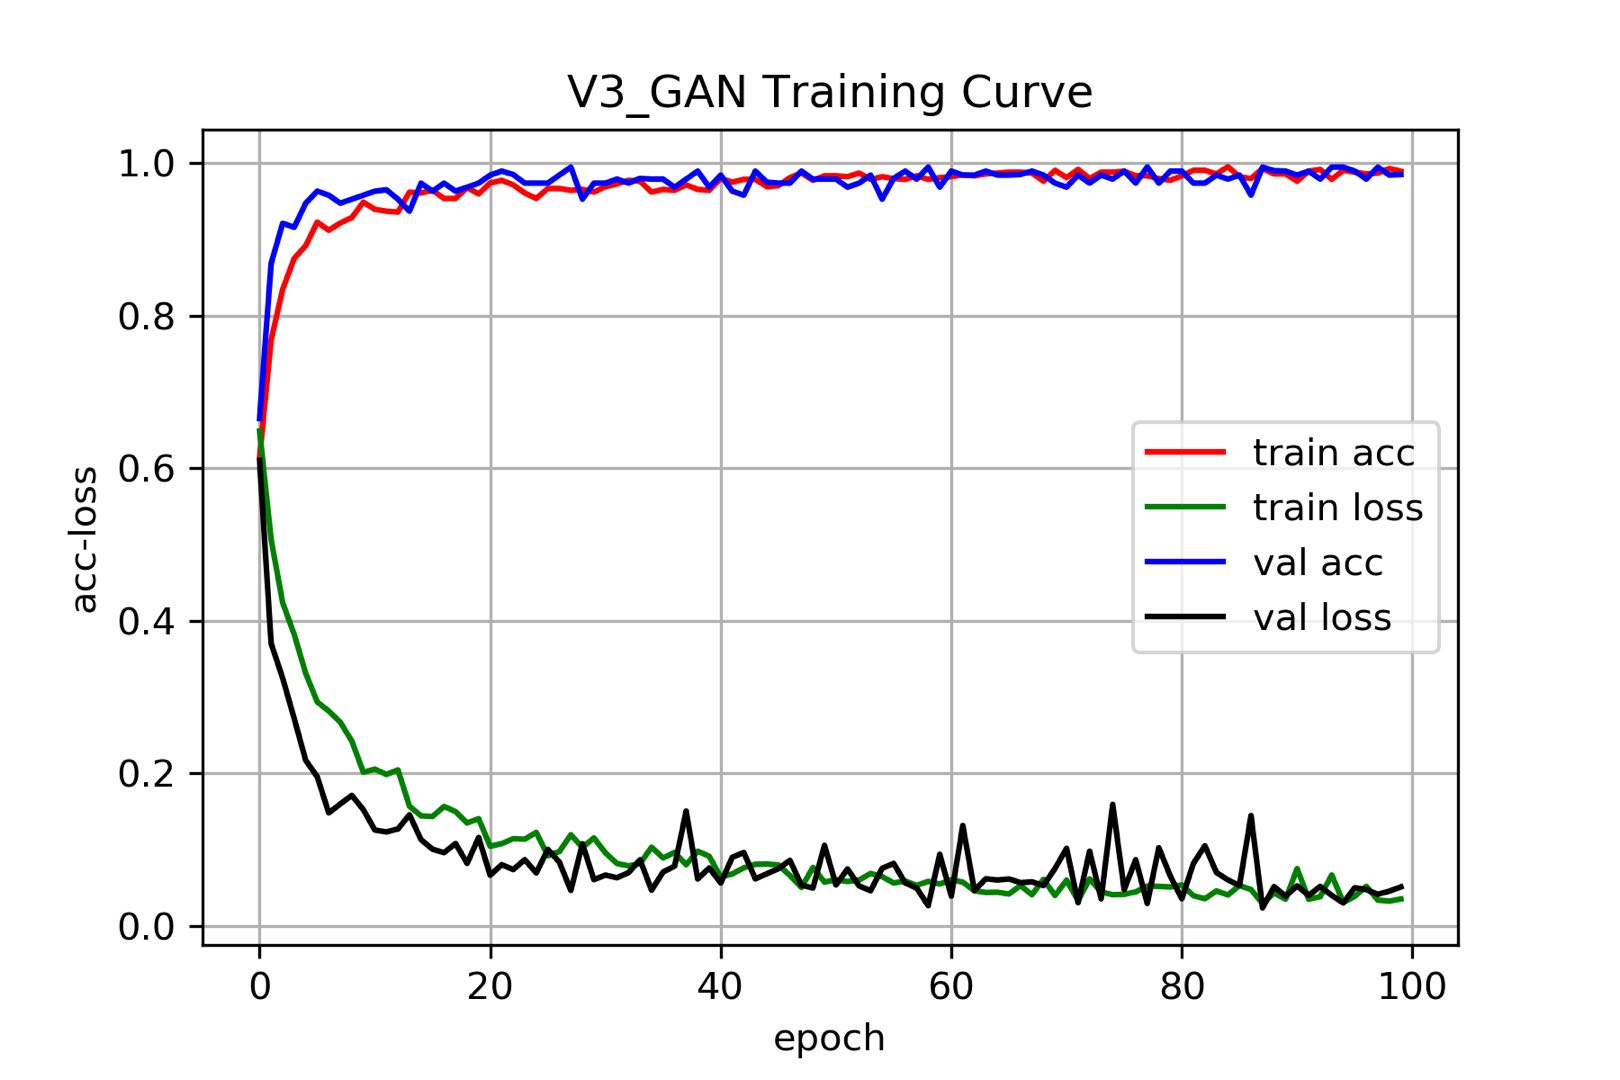 V3_GAN Training Curve
acc-loss
1.0
0.8
0.6
0.4
0.2
0.0
train acc
train loss
val acc
val loss
0 20 40 60 80 100
epoch